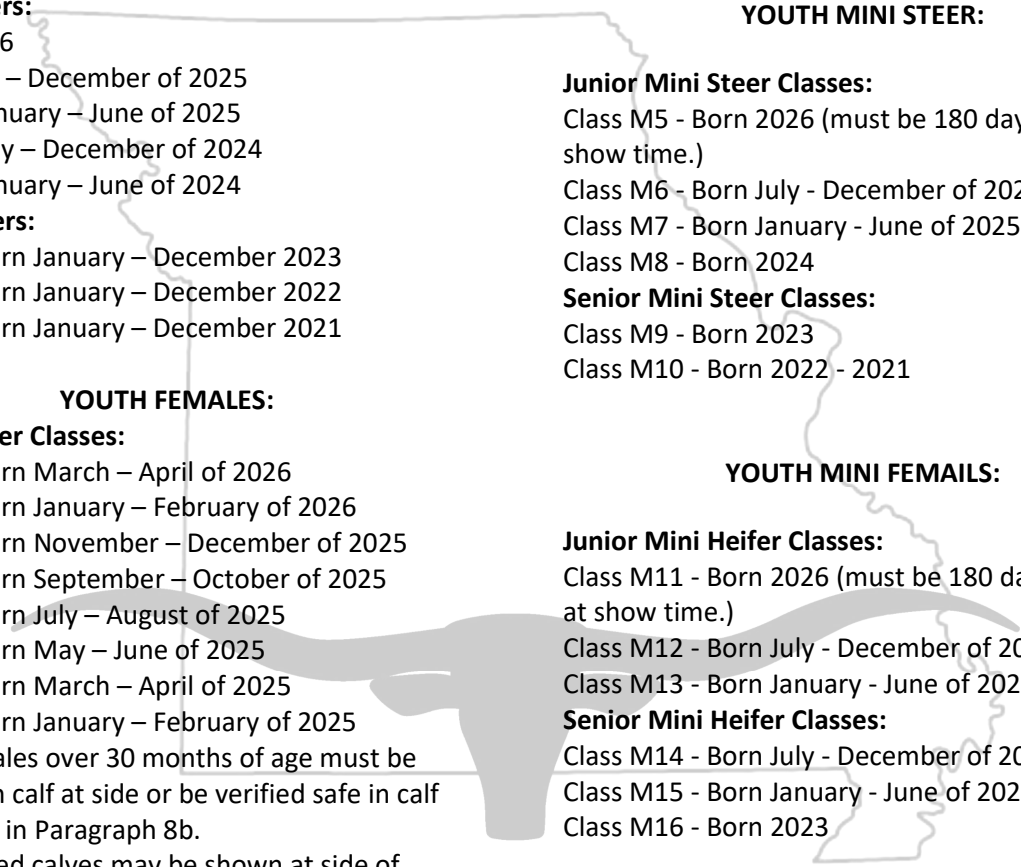 ers:
6
– December of 2025
nuary – June of 2025
y – December of 2024
nuary – June of 2024
ers:
rn January – December 2023
rn January – December 2022
rn January – December 2021
YOUTH FEMALES:
er Classes:
rn March – April of 2026
rn January – February of 2026
rn November – December of 2025
rn September – October of 2025
rn July – August of 2025
rn May – June of 2025
rn March – April of 2025
rn January – February of 2025
ales over 30 months of age must be
n calf at side or be verified safe in calf
in Paragraph 8b.
ed calves may be shown at side of
YOUTH MINI STEER:
Junior Mini Steer Classes:
Class M5 - Born 2026 (must be 180 day
show time.)
Class M6 - Born July - December of 202
Class M7 - Born January - June of 2025
Class M8 - Born 2024
Senior Mini Steer Classes:
Class M9 - Born 2023
Class M10 - Born 2022 - 2021
YOUTH MINI FEMAILS:
Junior Mini Heifer Classes:
Class M11 - Born 2026 (must be 180 da
at show time.)
Class M12 - Born July - December of 20
Class M13 - Born January - June of 202
Senior Mini Heifer Classes:
Class M14 - Born July - December of 20
Class M15 - Born January - June of 202
Class M16 - Born 2023